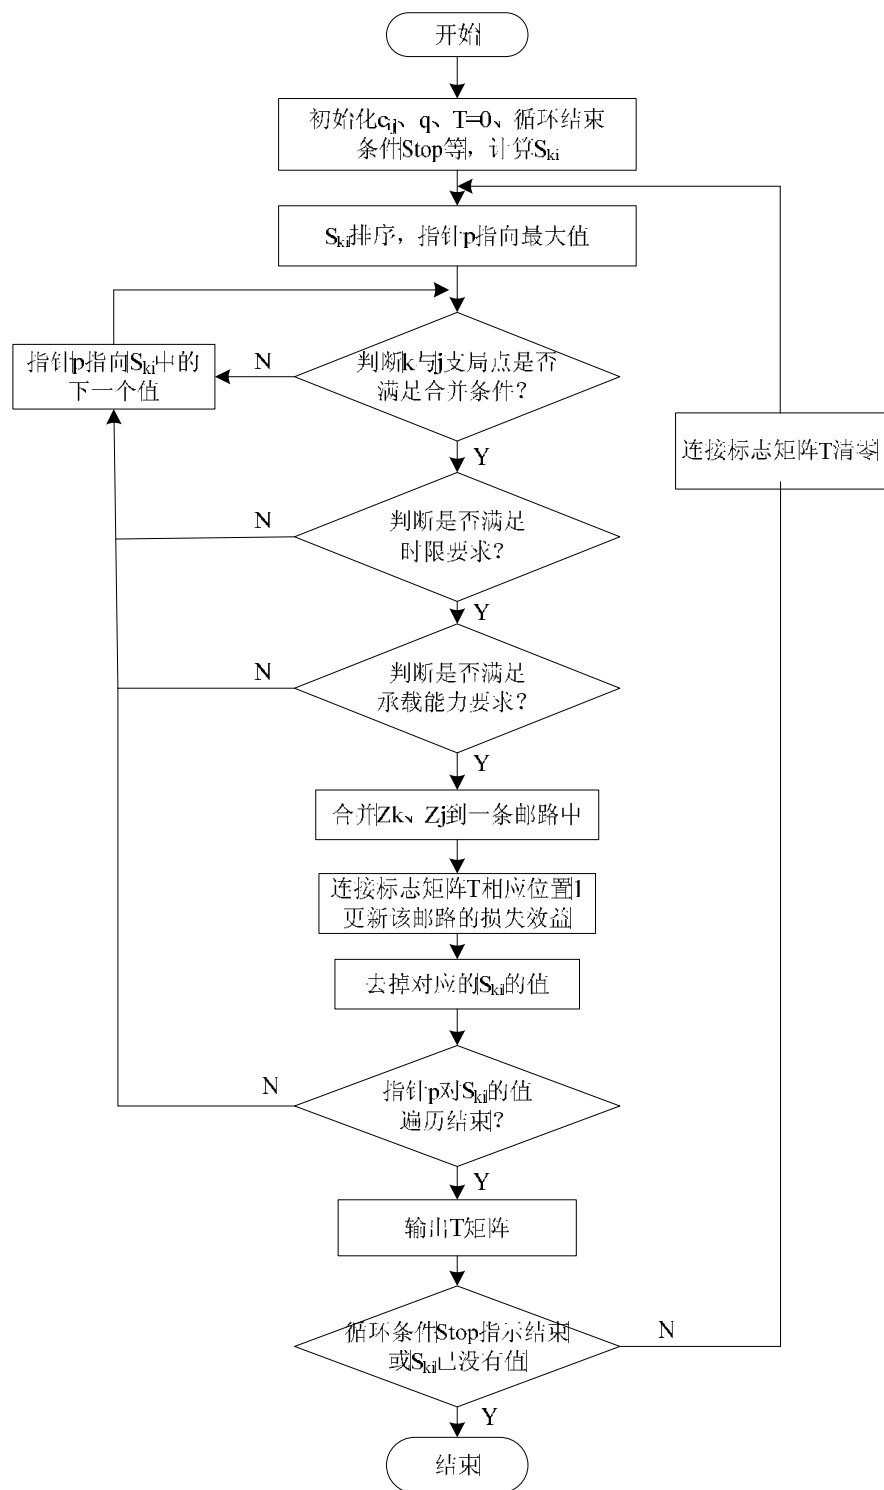 开始
初始化cij、q、T=0、循环结束
条件Stop等，计算Ski
Ski排序，指针p指向最大值
指针p指向Ski中的
下一个值
N
判断k与j支局点是否
满足合并条件？
Y
连接标志矩阵T清零
N
判断是否满足
时限要求？
Y
N
判断是否满足
承载能力要求？
Y
合并Zk、Zj到一条邮路中
连接标志矩阵T相应位置1
更新该邮路的损失效益
去掉对应的Ski的值
N
指针p对Ski的值
遍历结束？
Y
输出T矩阵
循环条件Stop指示结束
或Ski已没有值
N
Y
结束